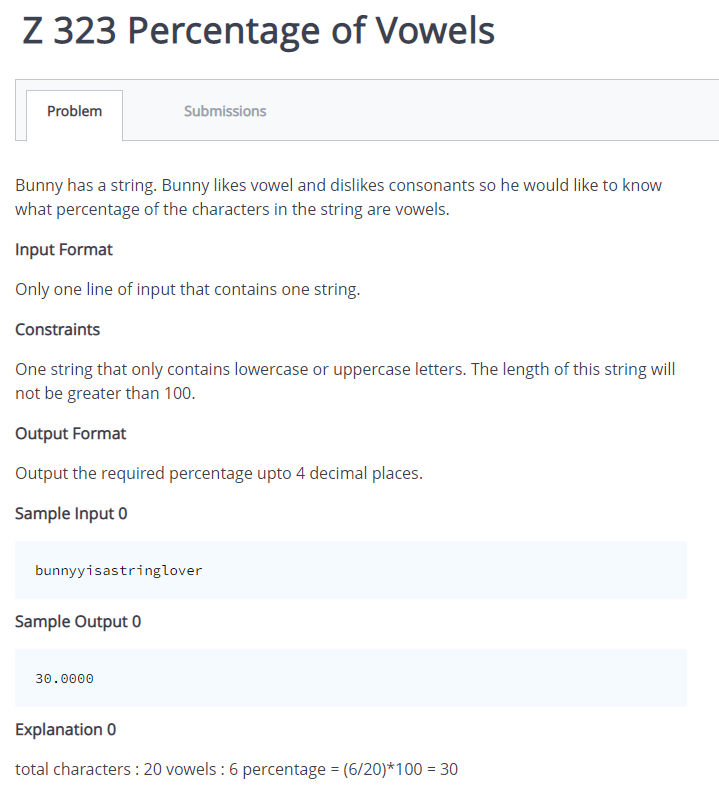 Z 323 Percentage of Vowels
Problem
Submissions
Bunny has a string. Bunny likes vowel and dislikes consonants so he would like to know
what percentage of the characters in the string are vowels.
Input Format
Only one line of input that contains one string.
Constraints
One string that only contains lowercase or uppercase letters. The length of this string will
not be greater than 100.
Output Format
Output the required percentage upto 4 decimal places.
Sample Input 0
bunnyyisastringlover
Sample Output 0
30.0000
Explanation 0
total characters : 20 vowels : 6 percentage = (6/20)*100 = 30